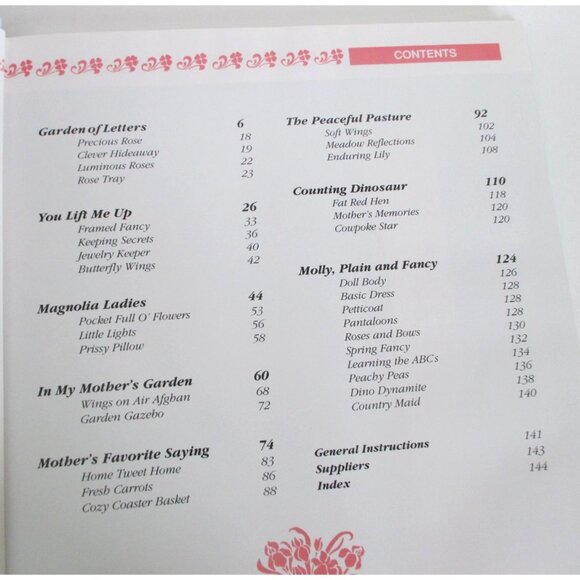 CONTENTS
Garden of Letters 6
Precious Rose 18
Clever Hideaway 19
Luminous Roses 22
Rose Tray 23
You Lift Me Up 26
Framed Fancy 33
Keeping Secrets 36
Jewelry Keeper 40
Butterfly Wings 42
Magnolia Ladies 44
Pocket Full O' Flowers 53
Little Lights 56
Prissy Pillow 58
In My Mother's Garden 60
Wings on Air Afghan 68
Garden Gazebo 72
Mother's Favorite Saying 74
Home Tweet Home 83
Fresh Carrots 86
Cozy Coaster Basket 88
The Peaceful Pasture 92
Soft Wings 102
Meadow Reflections 104
Enduring Lily 108
Counting Dinosaur 110
Fat Red Hen 118
Mother's Memories 120
Cowpoke Star 120
Molly, Plain and Fancy 124
Doll Body 126
Basic Dress 128
Petticoat 128
Pantaloons 128
Roses and Bows 130
Spring Fancy 132
Learning the ABC's 134
Peachy Peas 136
Dino Dynamite 138
Country Maid 140
General Instructions 141
Suppliers 143
Index 144